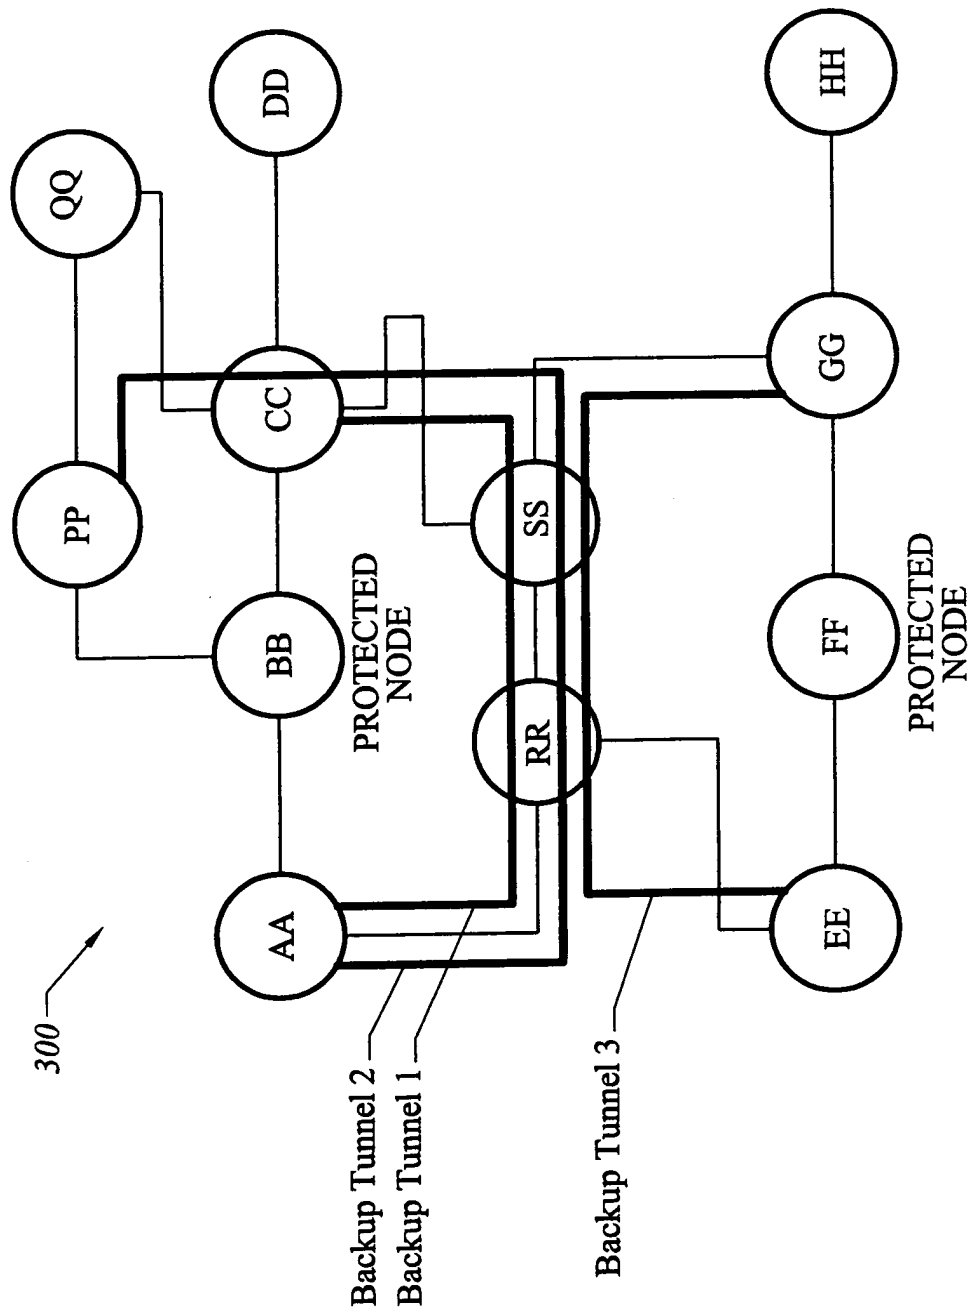 300
PP
QQ
AA
BB
CC
DD
PROTECTED
NODE
Backup Tunnel 2
Backup Tunnel 1
RR
SS
Backup Tunnel 3
EE
FF
GG
HH
PROTECTED
NODE